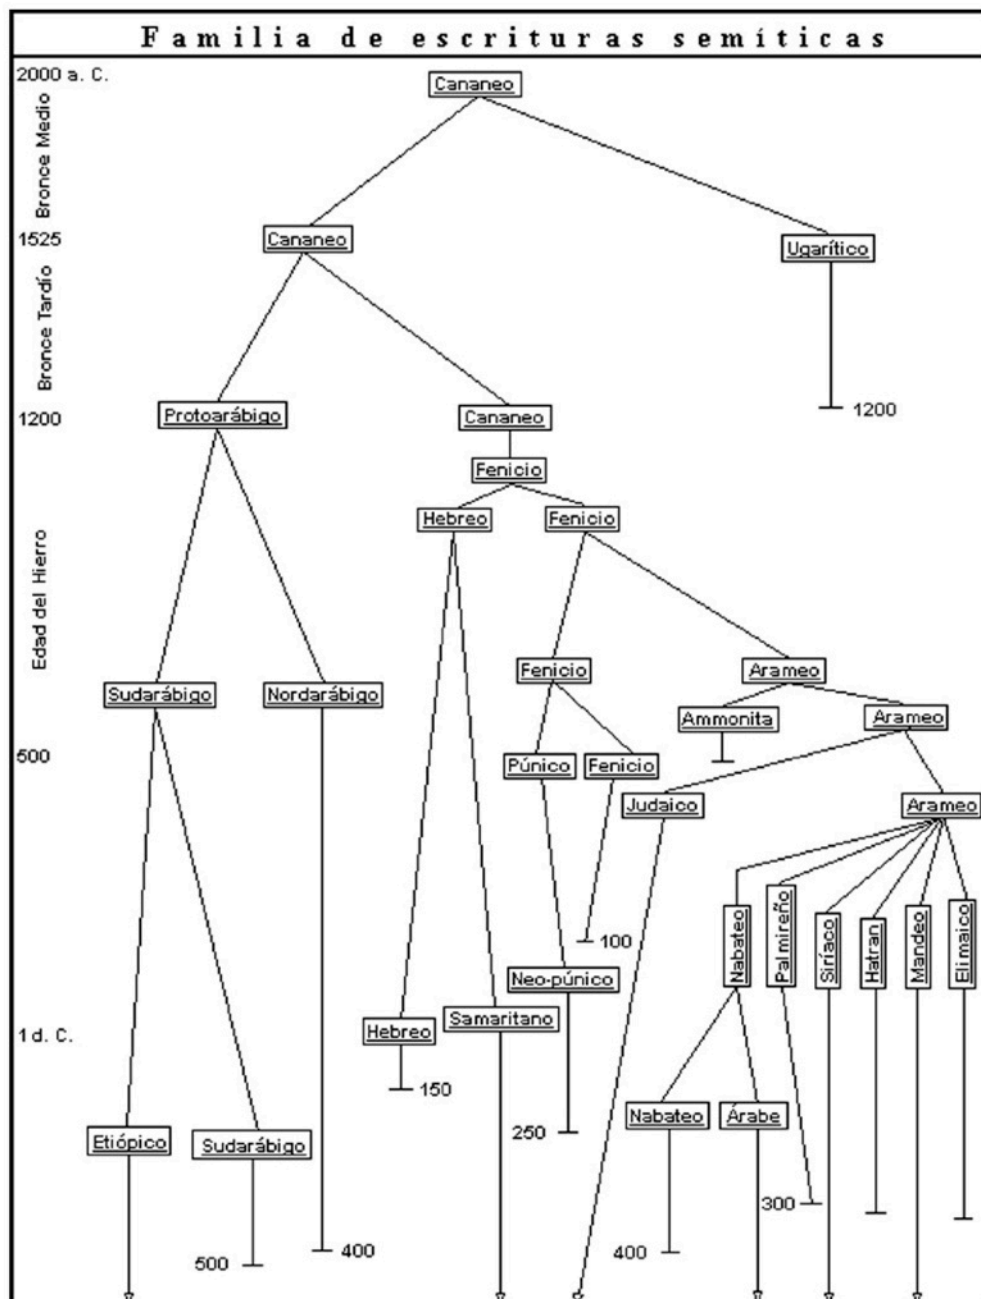 Familia de escrituras semíticas
2000 a. C.
Cananeo
Bronce Medio
1525
Cananeo
Ugarítico
Bronce Tardío
1200
Protoarábigo
Cananeo
1200
Fenicio
Hebreo
Fenicio
Edad del Hierro
Sudarábigo
Nordarábigo
Fenicio
Arameo
Ammonita
Arameo
500
Púnico
Fenicio
Judaico
Arameo
Nabateo
Palmireño
Siríaco
Hatran
Mandeo
Elimaico
100
Neo-púnico
1 d. C.
Hebreo
Samaritano
150
250
Nabateo
Árabe
Etiópico
Sudarábigo
300
500
400
400